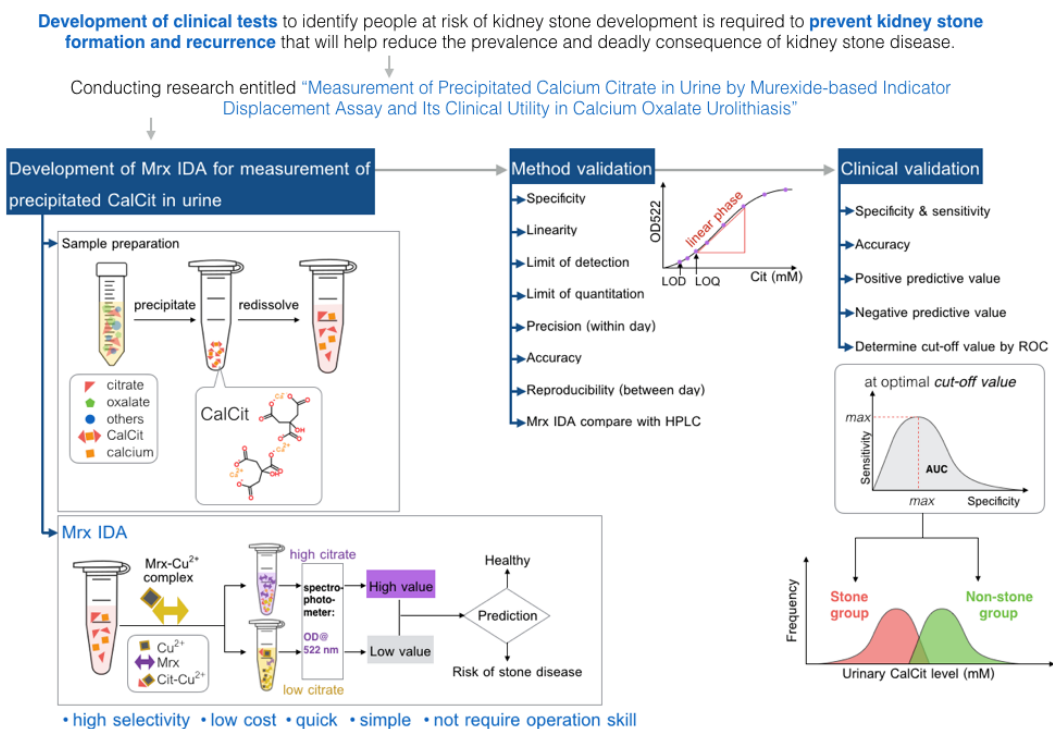 Development of clinical tests to identify people at risk of kidney stone development is required to prevent kidney stone
formation and recurrence that will help reduce the prevalence and deadly consequence of kidney stone disease.
Conducting research entitled “Measurement of Precipitated Calcium Citrate in Urine by Murexide-based Indicator
Displacement Assay and Its Clinical Utility in Calcium Oxalate Urolithiasis”
Development of Mrx IDA for measurement of
precipitated CalCit in urine
Sample preparation
precipitate
redissolve
citrate
oxalate
others
CalCit
calcium
CalCit
Mrx IDA
Mrx-Cu²⁺
complex
Cu²⁺
Mrx
Cit-Cu²⁺
high citrate
low citrate
spectro-
photo-
meter:
OD@
522 nm
High value
Low value
Healthy
Prediction
Risk of stone disease
• high selectivity • low cost • quick • simple • not require operation skill
Method validation
Specificity
Linearity
Limit of detection
Limit of quantitation
Precision (within day)
Accuracy
Reproducibility (between day)
Mrx IDA compare with HPLC
OD522
linear phase
LOD LOQ Cit (mM)
Clinical validation
Specificity & sensitivity
Accuracy
Positive predictive value
Negative predictive value
Determine cut-off value by ROC
at optimal cut-off value
max
Sensitivity
AUC
max Specificity
Frequency
Stone
group
Non-stone
group
Urinary CalCit level (mM)